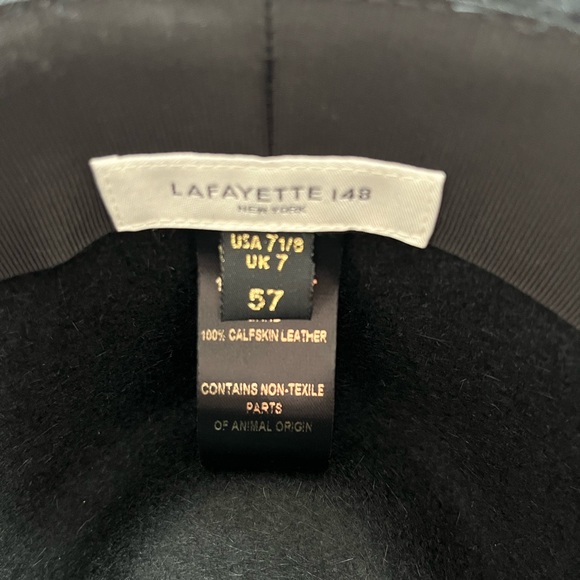 LAFAYETTE 148
NEW YORK
USA 7 1/8
UK 7
57
100% CALFSKIN LEATHER
CONTAINS NON-TEXILE
PARTS
OF ANIMAL ORIGIN